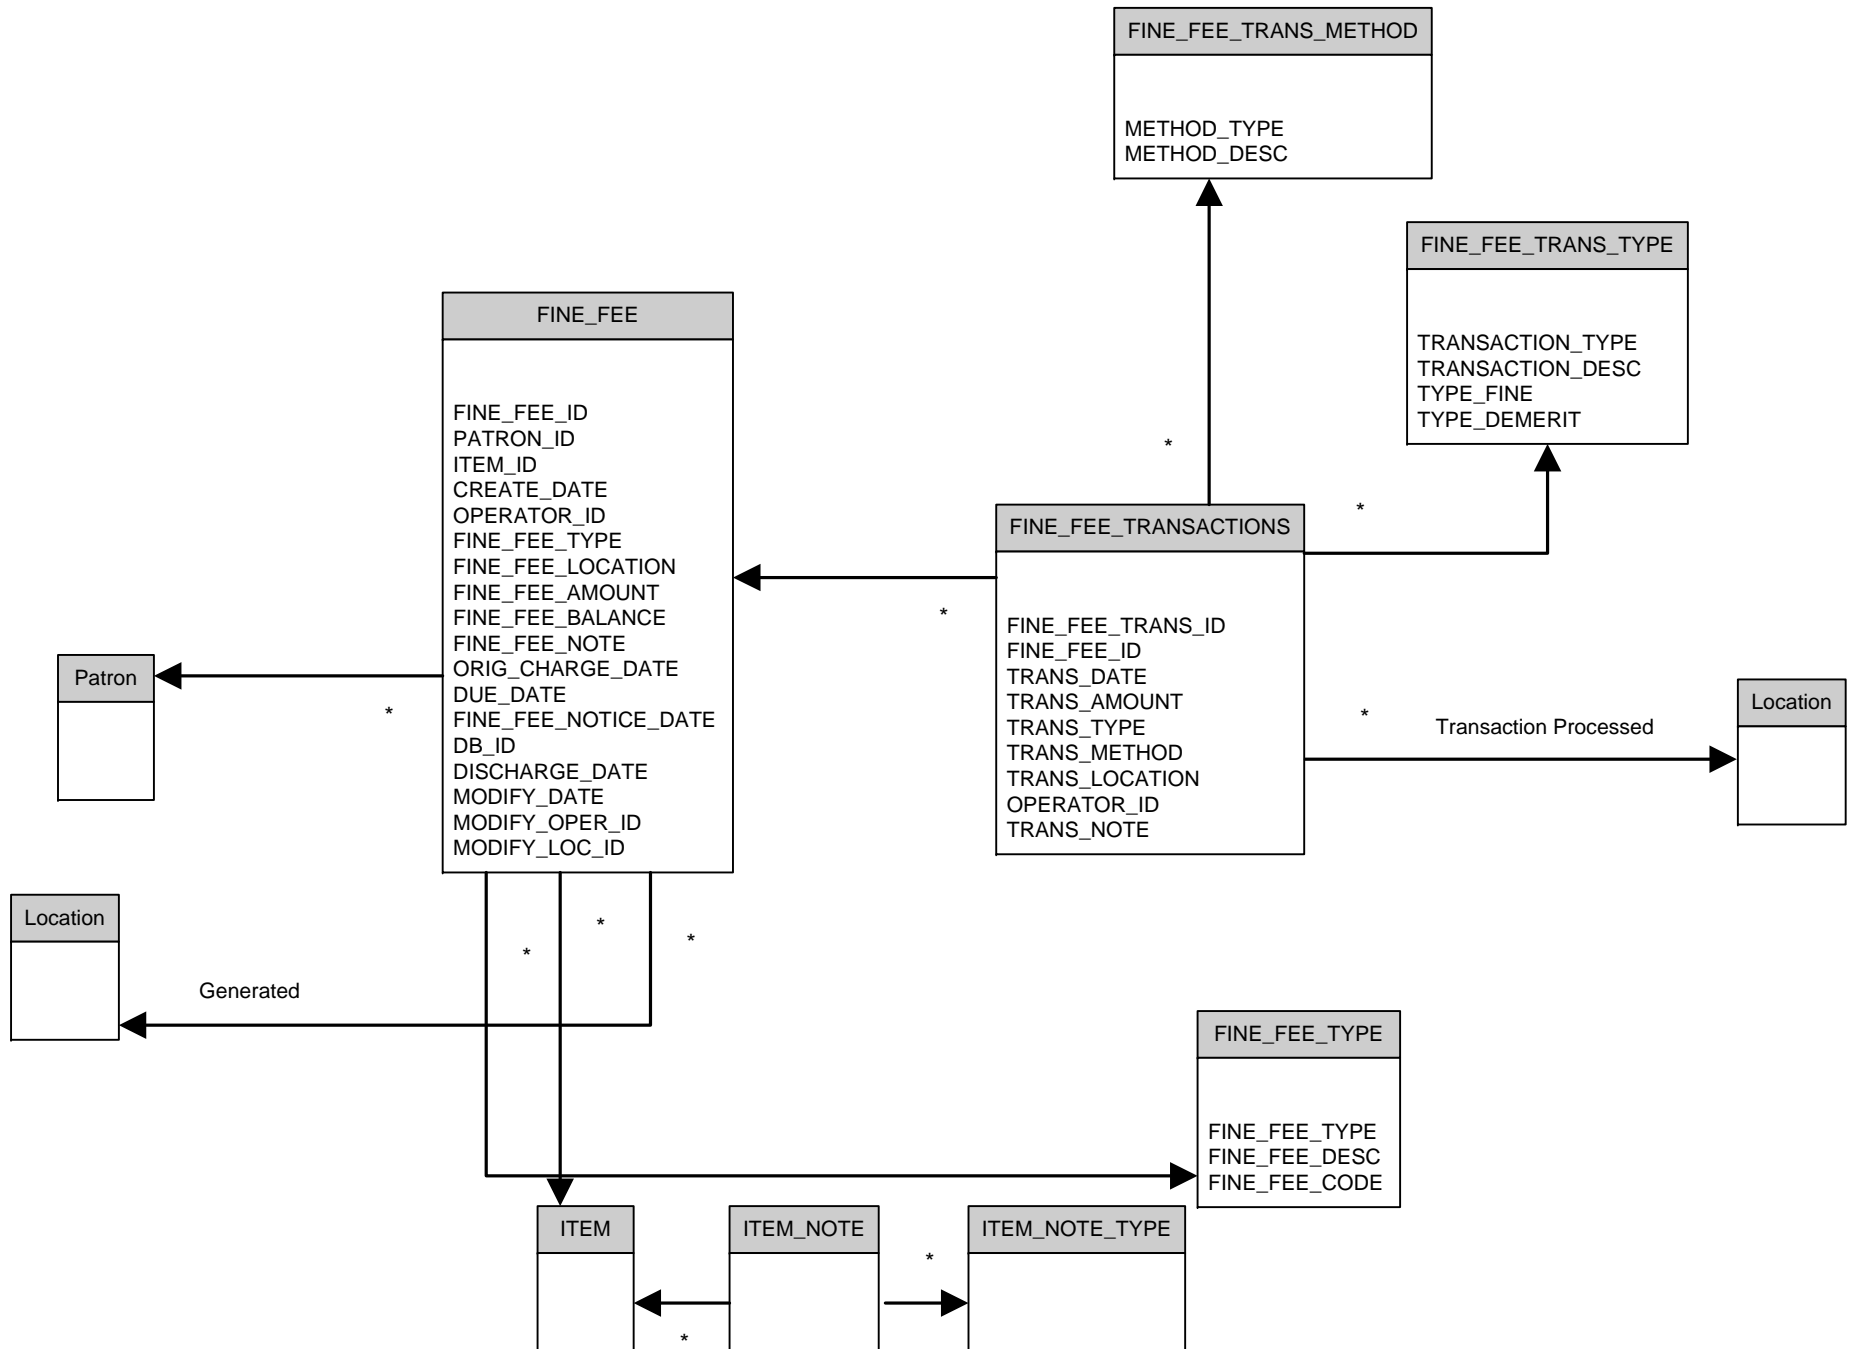 FINE_FEE_TRANS_METHOD
METHOD_TYPE
METHOD_DESC
FINE_FEE_TRANS_TYPE
TRANSACTION_TYPE
TRANSACTION_DESC
TYPE_FINE
TYPE_DEMERIT
*
*
FINE_FEE
FINE_FEE_ID
PATRON_ID
ITEM_ID
CREATE_DATE
OPERATOR_ID
FINE_FEE_TYPE
FINE_FEE_LOCATION
FINE_FEE_AMOUNT
FINE_FEE_BALANCE
FINE_FEE_NOTE
ORIG_CHARGE_DATE
DUE_DATE
FINE_FEE_NOTICE_DATE
DB_ID
DISCHARGE_DATE
MODIFY_DATE
MODIFY_OPER_ID
MODIFY_LOC_ID
*
FINE_FEE_TRANSACTIONS
FINE_FEE_TRANS_ID
FINE_FEE_ID
TRANS_DATE
TRANS_AMOUNT
TRANS_TYPE
TRANS_METHOD
TRANS_LOCATION
OPERATOR_ID
TRANS_NOTE
Patron
*
*
Transaction Processed
Location
Location
Generated
*
*
*
FINE_FEE_TYPE
FINE_FEE_TYPE
FINE_FEE_DESC
FINE_FEE_CODE
ITEM
*
ITEM_NOTE
*
ITEM_NOTE_TYPE